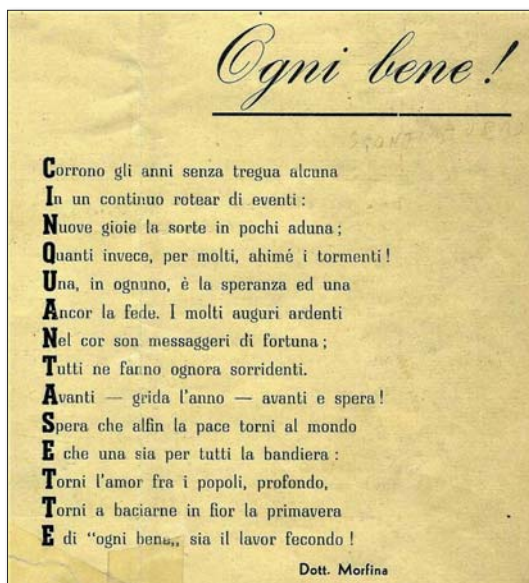 Ogni bene!
Corrono gli anni senza tregua alcuna
In un continuo rotear di eventi :
Nuove gioie la sorte in pochi aduna ;
Quanti invece, per molti, ahimé i tormenti !
Una, in ognuno, è la speranza ed una
Ancor la fede. I molti auguri ardenti
Nel cor son messaggeri di fortuna ;
Tutti ne fanno ognora sorridenti.
Avanti — grida l'anno — avanti e spera !
Spera che alfin la pace torni al mondo
E che una sia per tutti la bandiera :
Torni l'amor fra i popoli, profondo,
Torni a baciarne in fior la primavera
E di "ogni bene„ sia il lavor fecondo !
Dott. Morfina